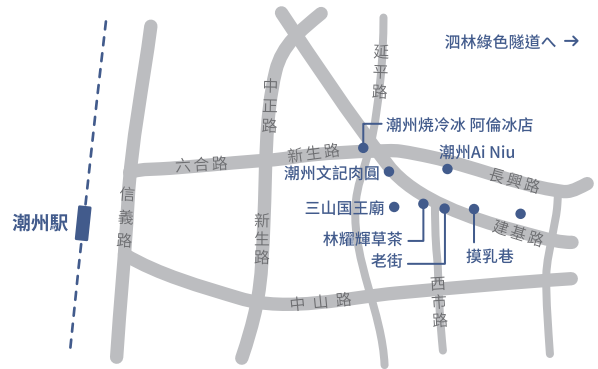 泗林綠色隧道へ →
延平路
中正路
潮州焼冷冰 阿倫冰店
新生路
潮州Ai Niu
六合路
潮州文記肉圓
長興路
信義路
三山国王廟
潮州駅
新生路
林耀輝草茶
建基路
老街
摸乳巷
西市路
中山路